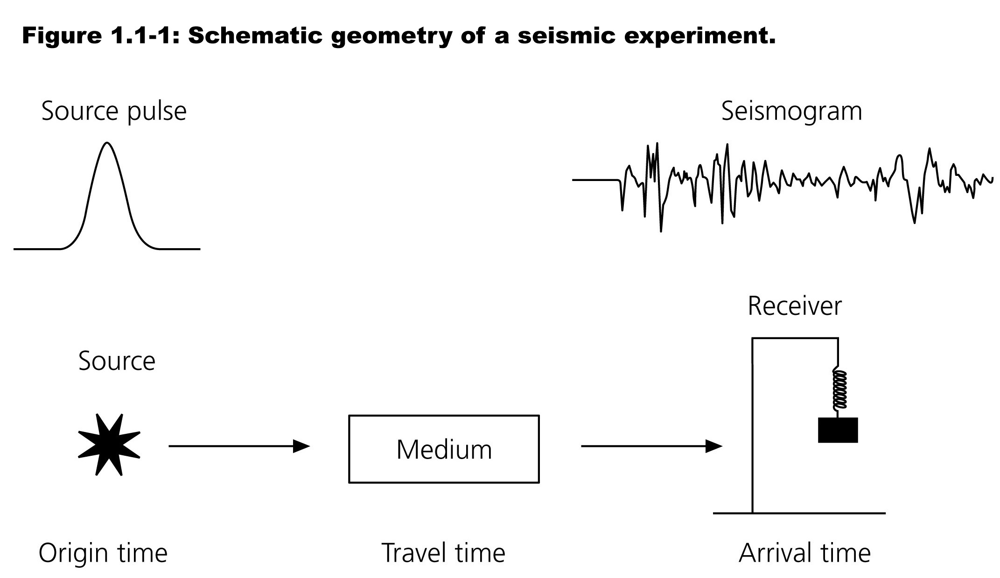 Figure 1.1-1: Schematic geometry of a seismic experiment.
Source pulse
Seismogram
Receiver
Source
Medium
Origin time
Travel time
Arrival time